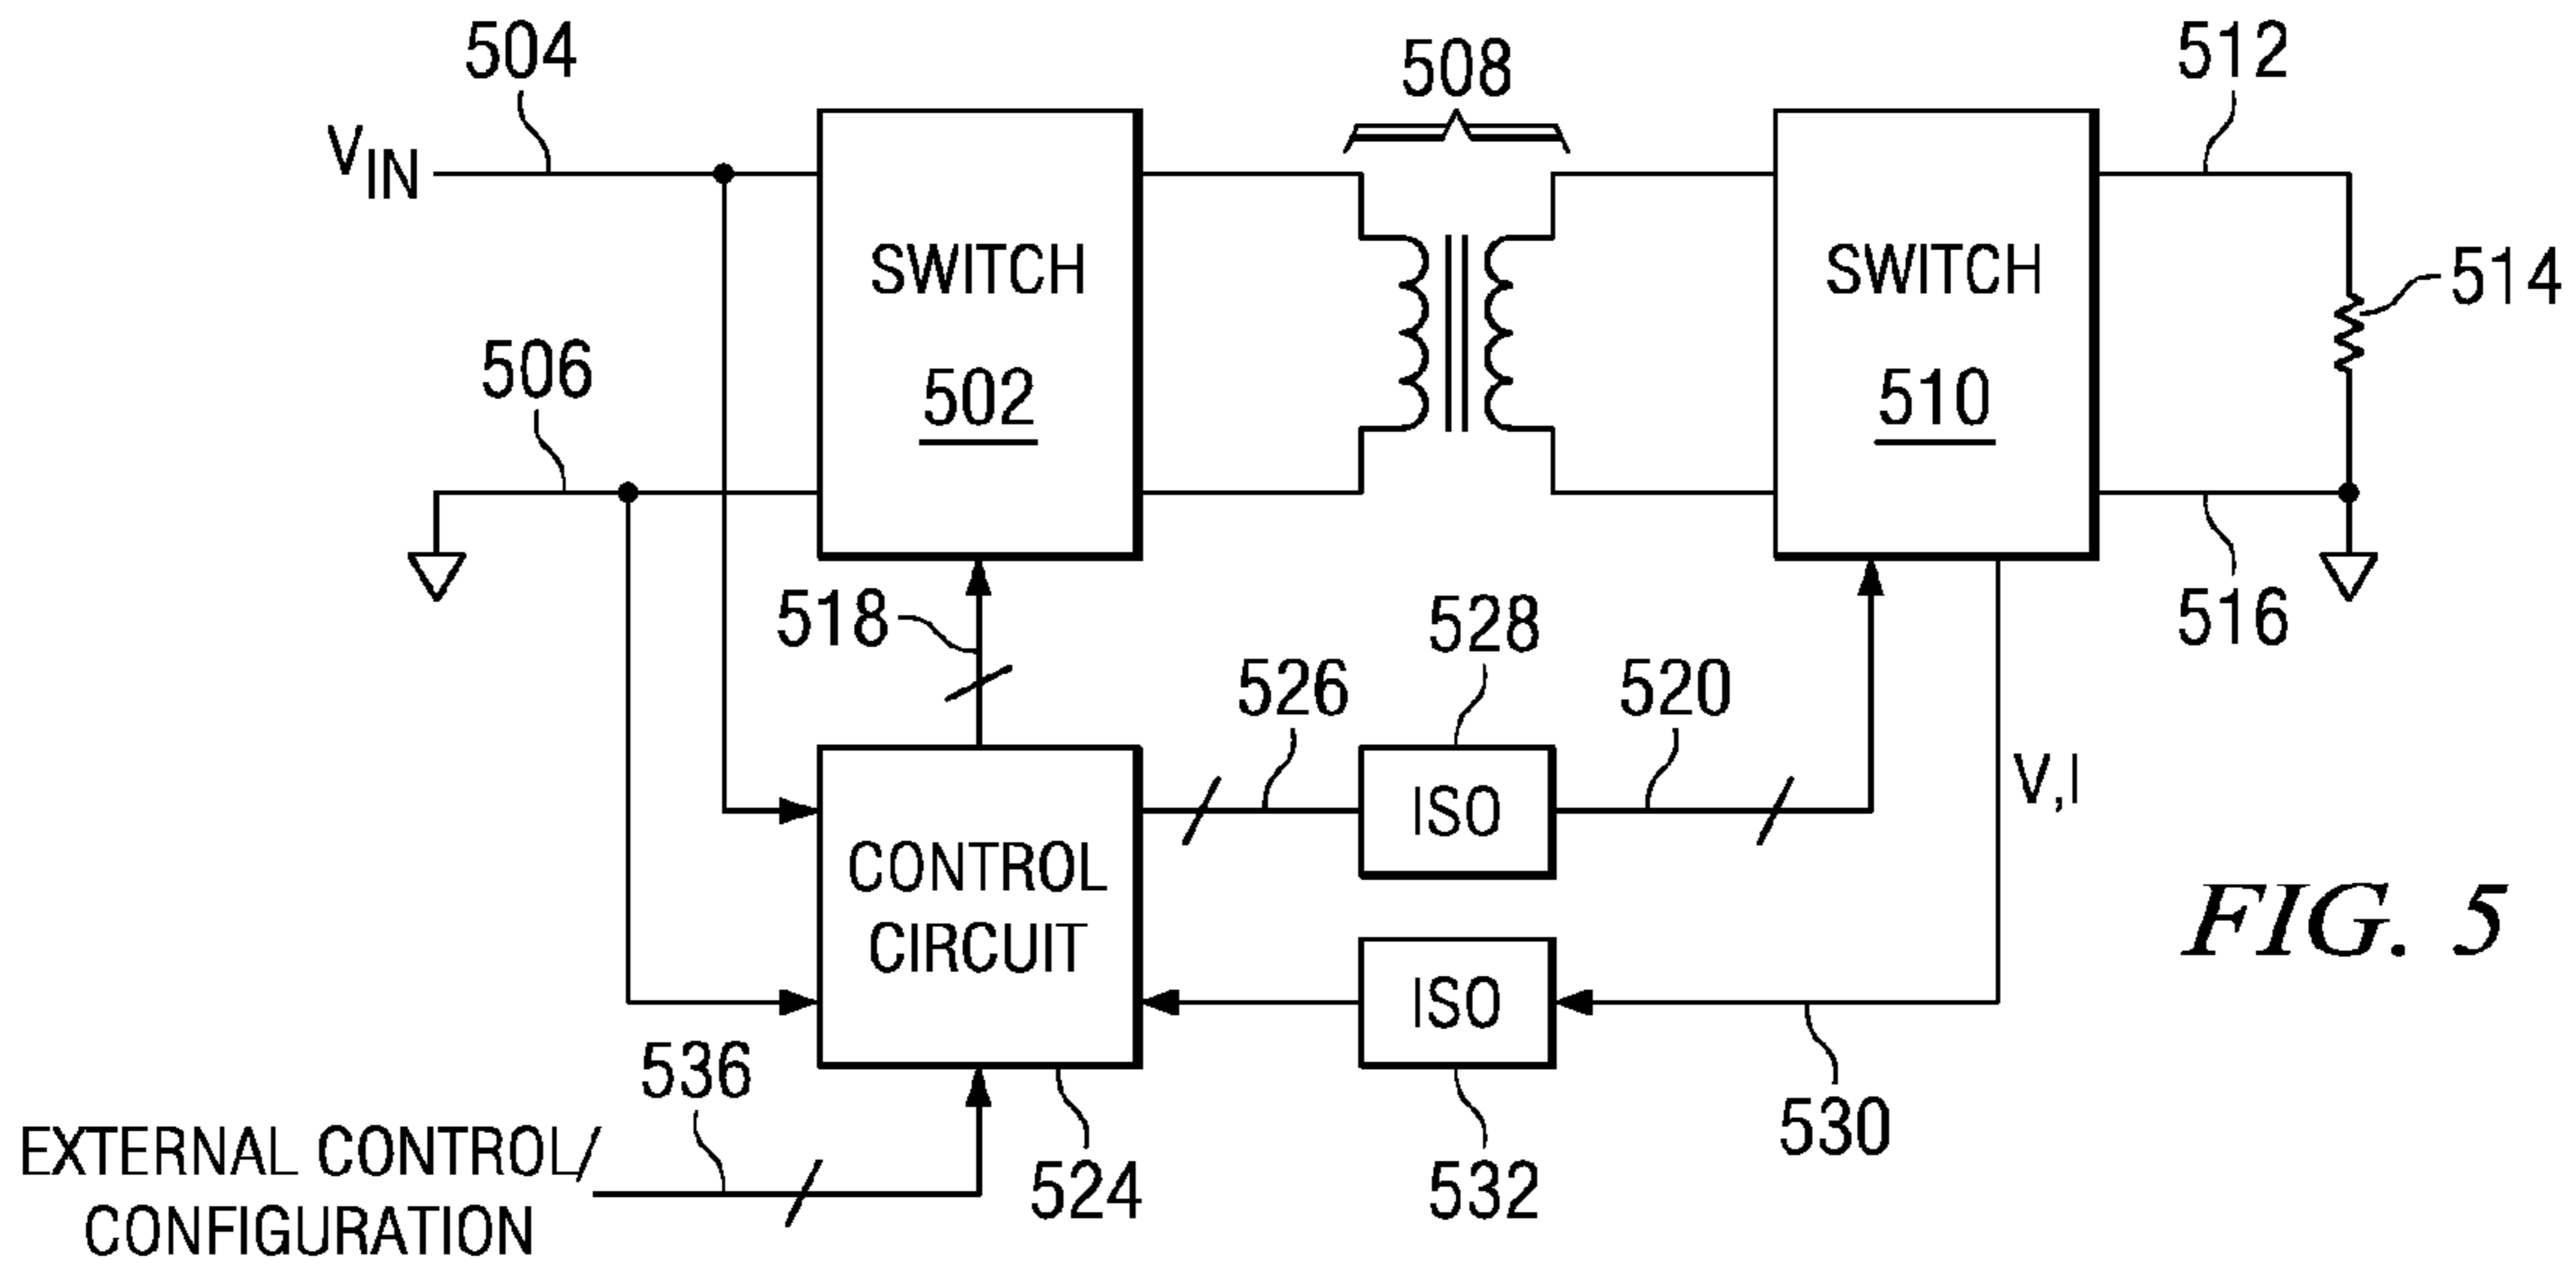 504
508
512
VIN
SWITCH
502
SWITCH
510
514
506
518
528
516
526
520
ISO
V,I
CONTROL
CIRCUIT
FIG. 5
ISO
536
530
EXTERNAL CONTROL/
CONFIGURATION
524
532